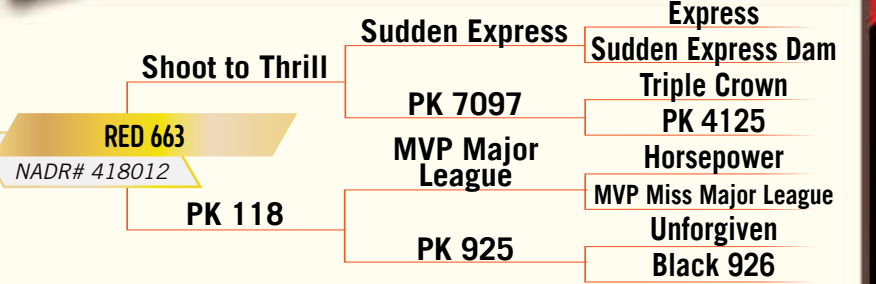 Express
Sudden Express
Sudden Express Dam
Shoot to Thrill
Triple Crown
PK 7097
PK 4125
RED 663
NADR# 418012
MVP Major
League
Horsepower
MVP Miss Major League
PK 118
Unforgiven
PK 925
Black 926